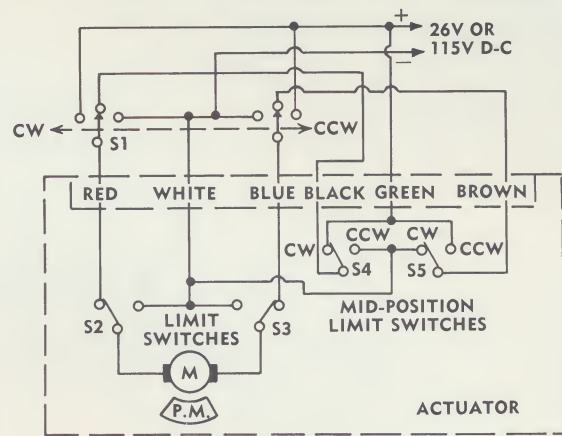 +
26V OR
115V D-C
−
CW
S1
CCW
RED WHITE BLUE BLACK GREEN BROWN
CW CCW CW CCW
S4 S5
S2
LIMIT
SWITCHES
S3
MID-POSITION
LIMIT SWITCHES
M
P.M.
ACTUATOR